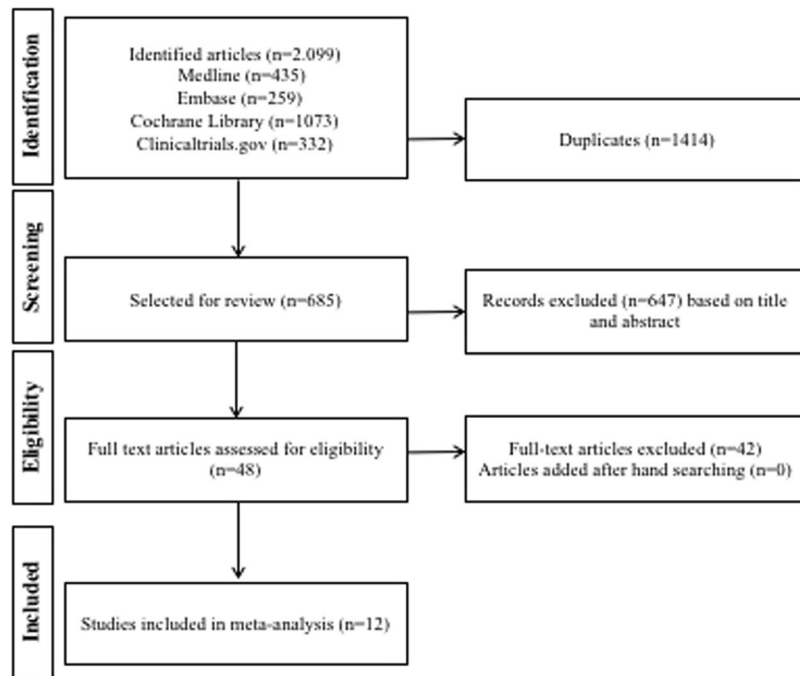 Identification
Identified articles (n=2.099)
Medline (n=435)
Embase (n=259)
Cochrane Library (n=1073)
Clinicaltrials.gov (n=332)
Duplicates (n=1414)
Screening
Selected for review (n=685)
Records excluded (n=647) based on title
and abstract
Eligibility
Full text articles assessed for eligibility
(n=48)
Full-text articles excluded (n=42)
Articles added after hand searching (n=0)
Included
Studies included in meta-analysis (n=12)